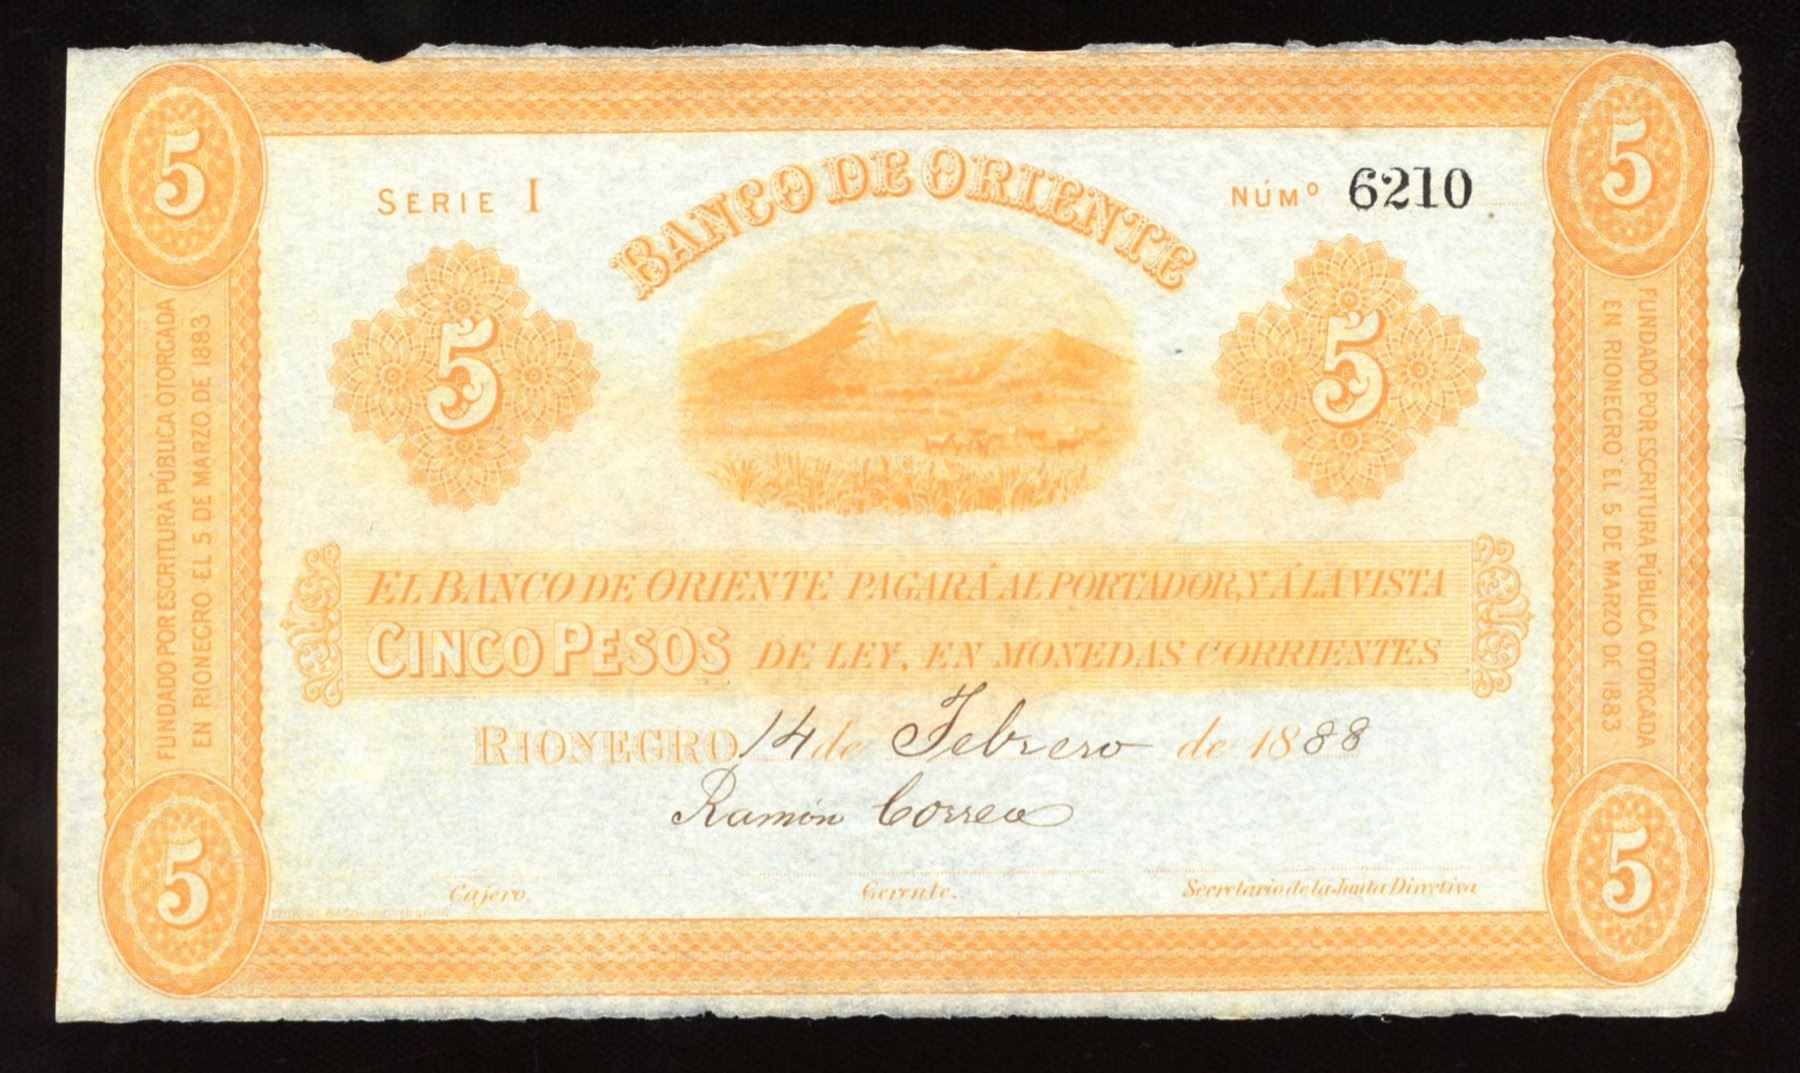 5
5
SERIE I
BANCO DE ORIENTE
NÚMº 6210
5
5
FUNDADO POR ESCRITURA PÚBLICA OTORGADA
EN RIONEGRO EL 5 DE MARZO DE 1883
FUNDADO POR ESCRITURA PÚBLICA OTORGADA
EN RIONEGRO EL 5 DE MARZO DE 1883
EL BANCO DE ORIENTE PAGARÁ AL PORTADOR, Y Á LA VISTA
CINCO PESOS DE LEY, EN MONEDAS CORRIENTES
RIONEGRO 14 de Febrero de 1888
Ramón Correa
Cajero. Gerente. Secretario de la Junta Directiva
5
5